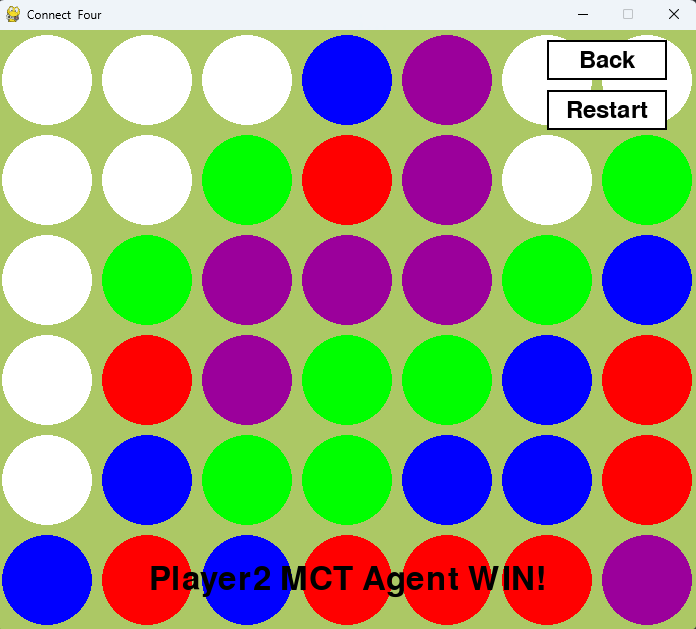 Connect Four
Back
Restart
Player2 MCT Agent WIN!